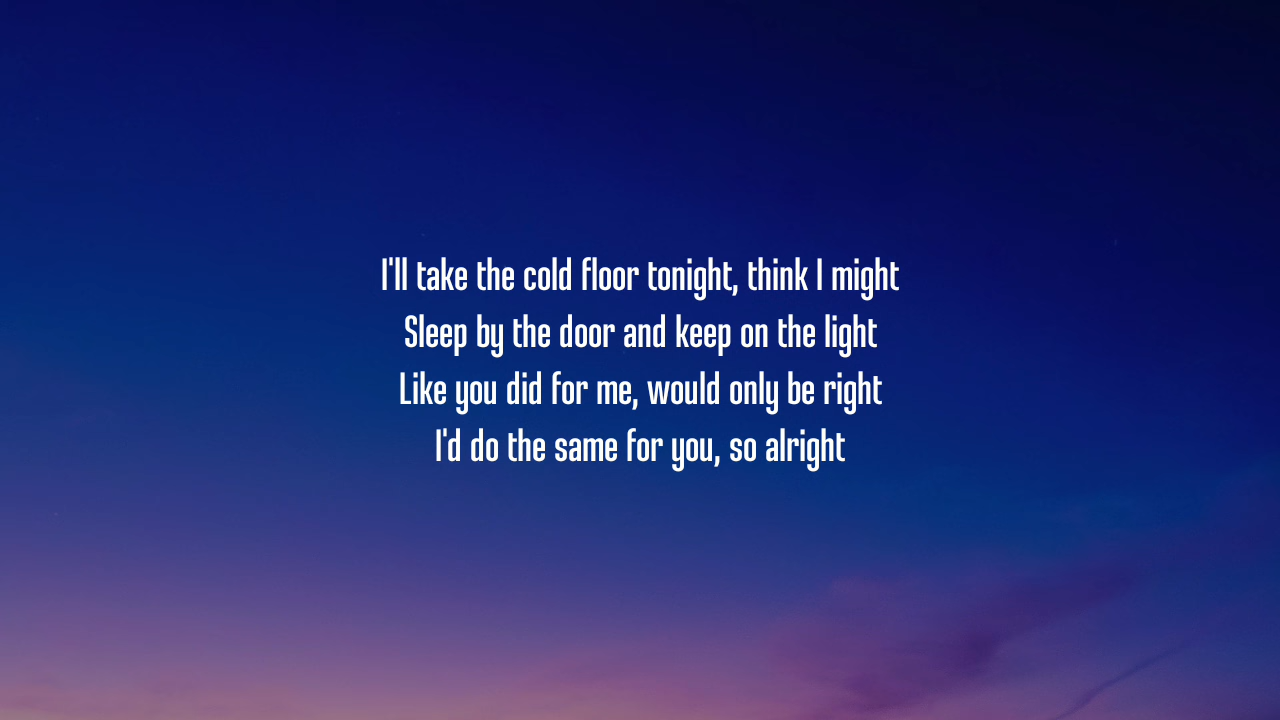 I'll take the cold floor tonight, think I might
Sleep by the door and keep on the light
Like you did for me, would only be right
I'd do the same for you, so alright